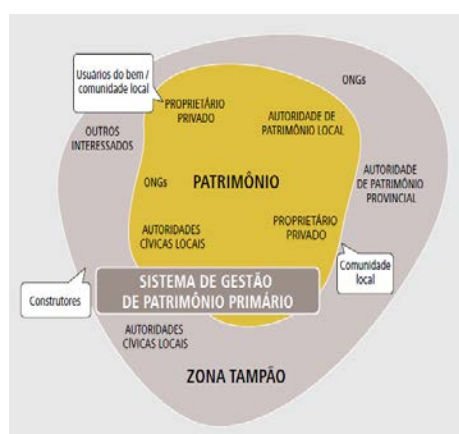 Usuários do bem /
comunidade local
ONGs
PROPRIETÁRIO
PRIVADO
AUTORIDADE DE
PATRIMÔNIO LOCAL
OUTROS
INTERESSADOS
AUTORIDADE
DE PATRIMÔNIO
PROVINCIAL
ONGs
PATRIMÔNIO
PROPRIETÁRIO
PRIVADO
AUTORIDADES
CÍVICAS LOCAIS
Comunidade
local
SISTEMA DE GESTÃO
DE PATRIMÔNIO PRIMÁRIO
Construtores
AUTORIDADES
CÍVICAS LOCAIS
ZONA TAMPÃO